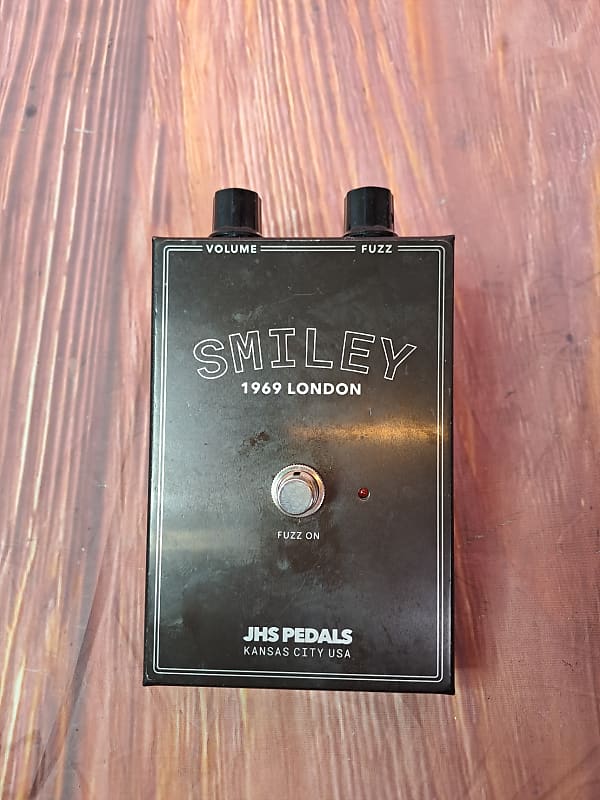 VOLUME FUZZ
SMILEY
1969 LONDON
FUZZ ON
JHS PEDALS
KANSAS CITY USA